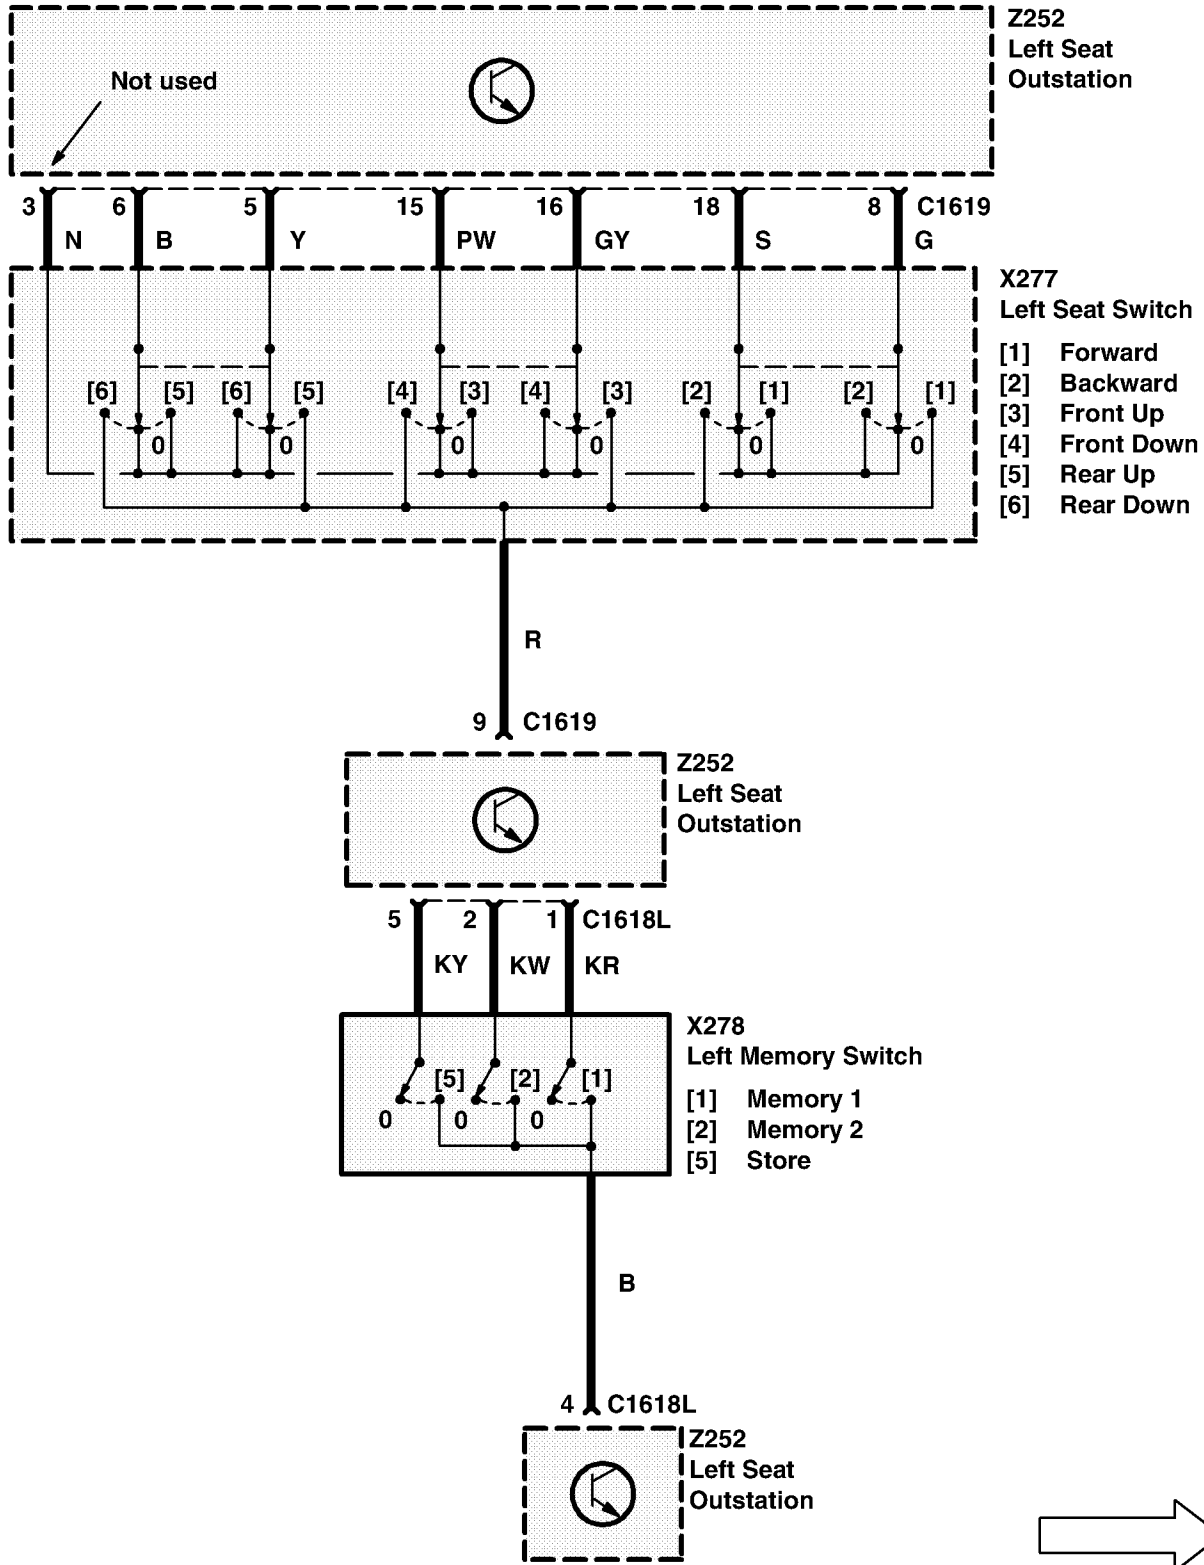 Z252
Left Seat
Outstation
Not used
3 6 5 15 16 18 8 C1619
N B Y PW GY S G
X277
Left Seat Switch
[1] Forward
[2] Backward
[3] Front Up
[4] Front Down
[5] Rear Up
[6] Rear Down
[6] [5] [6] [5] [4] [3] [4] [3] [2] [1] [2] [1]
0 0 0 0 0 0
R
9 C1619
Z252
Left Seat
Outstation
5 2 1 C1618L
KY KW KR
X278
Left Memory Switch
[5] [2] [1]
0 0 0
[1] Memory 1
[2] Memory 2
[5] Store
B
4 C1618L
Z252
Left Seat
Outstation